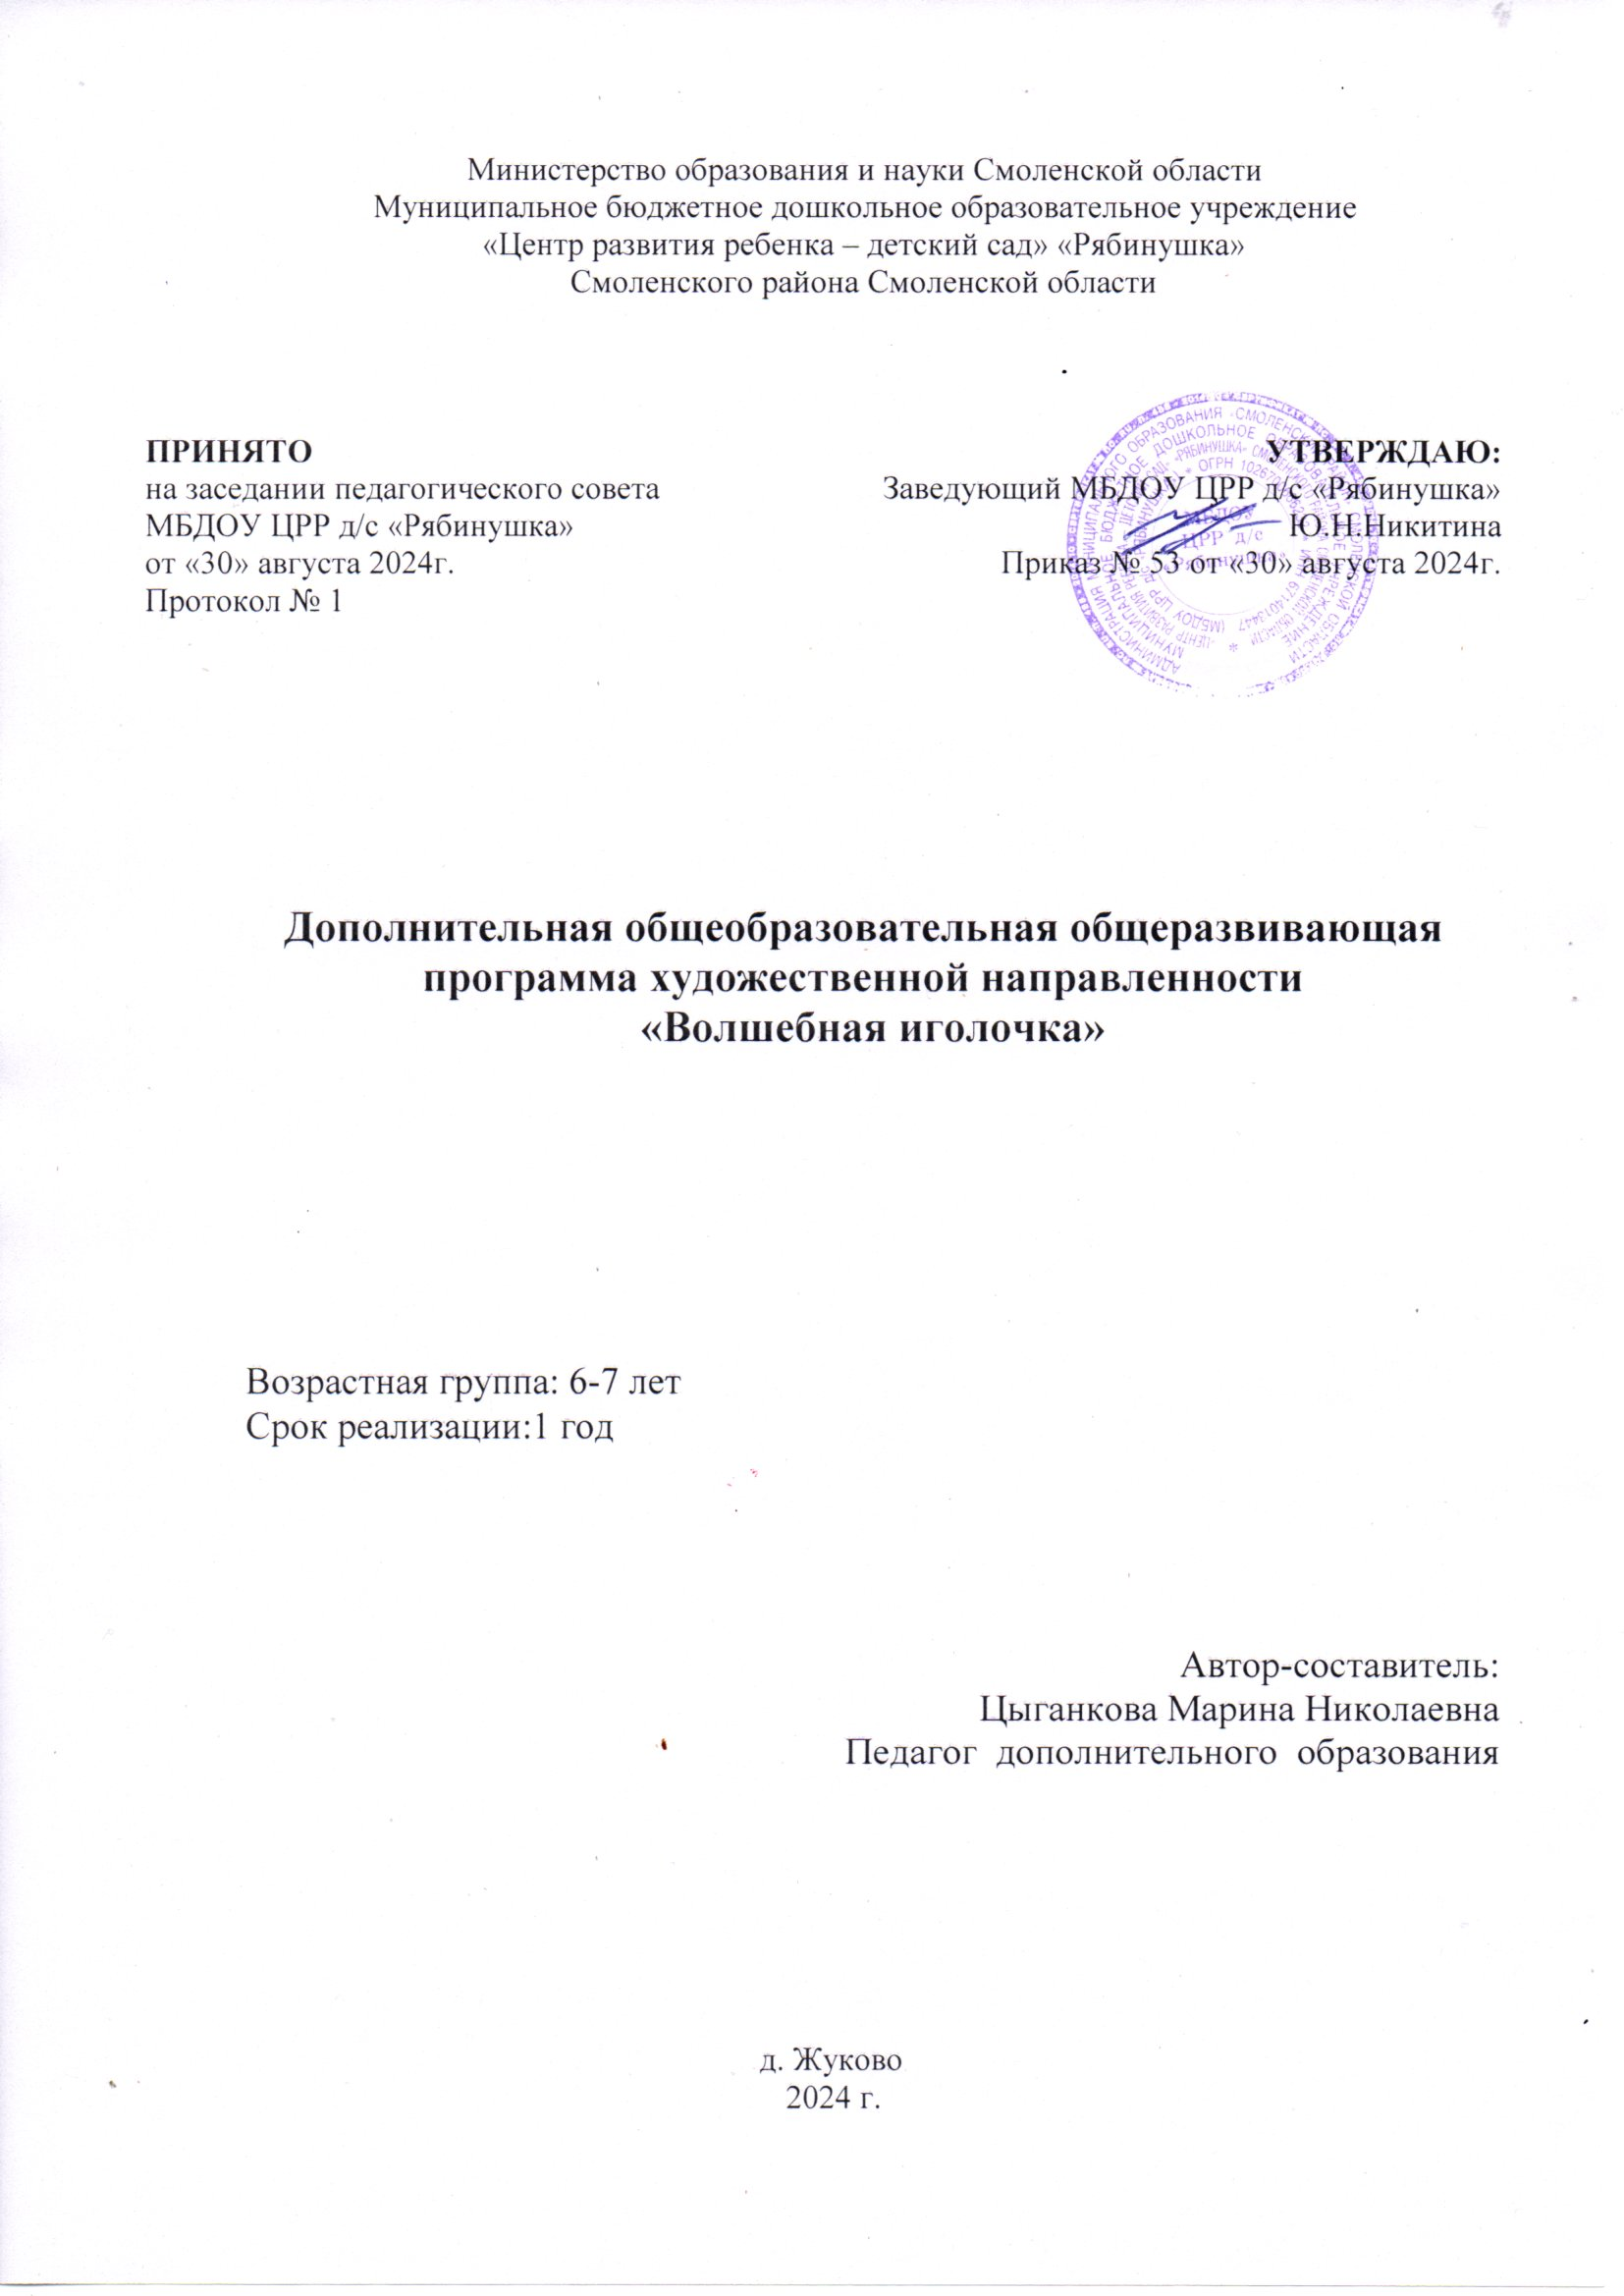 Министерство образования и науки Смоленской области
Муниципальное бюджетное дошкольное образовательное учреждение
«Центр развития ребенка – детский сад» «Рябинушка»
Смоленского района Смоленской области
ПРИНЯТО
на заседании педагогического совета
МБДОУ ЦРР д/с «Рябинушка»
от «30» августа 2024г.
Протокол № 1
УТВЕРЖДАЮ:
Заведующий МБДОУ ЦРР д/с «Рябинушка»
Ю.Н.Никитина
Приказ № 53 от «30» августа 2024г.
МБДОУ
ЦРР д/с
«Рябинушка»
Дополнительная общеобразовательная общеразвивающая
программа художественной направленности
«Волшебная иголочка»
Возрастная группа: 6-7 лет
Срок реализации:1 год
Автор-составитель:
Цыганкова Марина Николаевна
Педагог дополнительного образования
д. Жуково
2024 г.